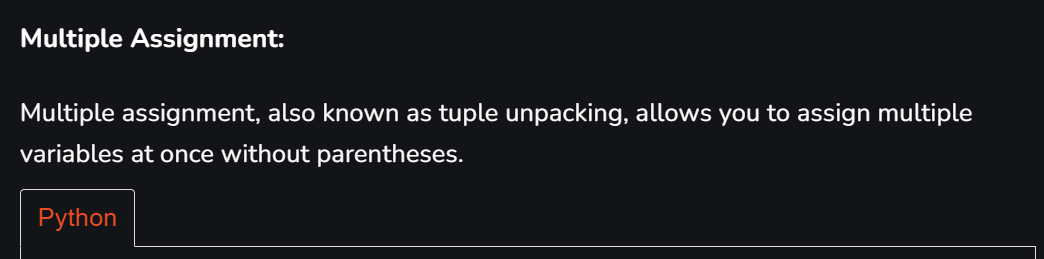 Multiple Assignment:
Multiple assignment, also known as tuple unpacking, allows you to assign multiple
variables at once without parentheses.
Python